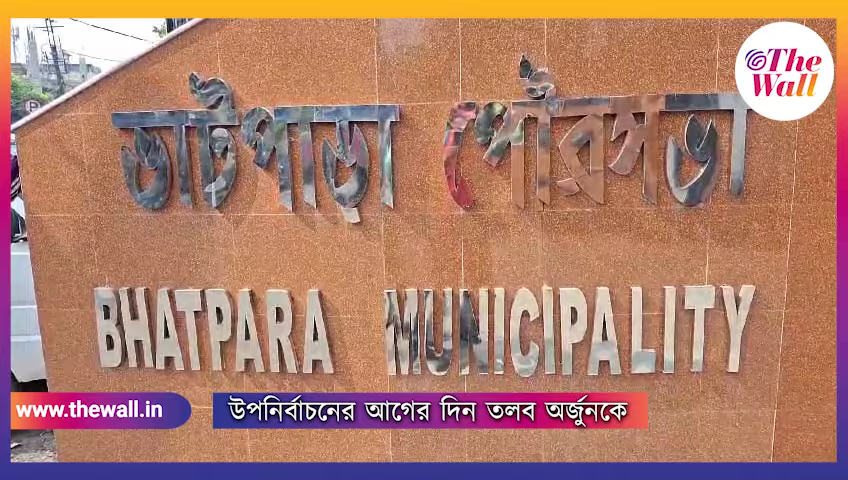 The
Wall
ভাটপাড়া পৌরসভা
BHATPARA MUNICIPALITY
www.thewall.in
উপনির্বাচনের আগের দিন তলব অর্জুনকে